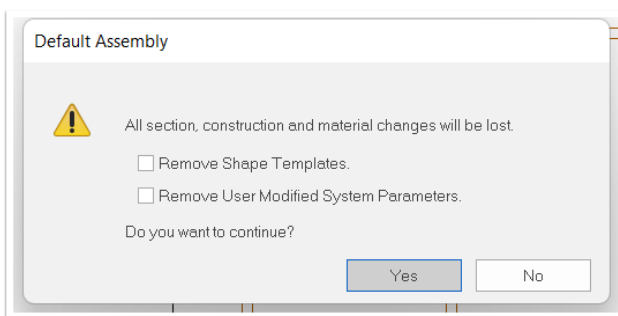 Default Assembly
All section, construction and material changes will be lost.
Remove Shape Templates.
Remove User Modified System Parameters.
Do you want to continue?
Yes
No